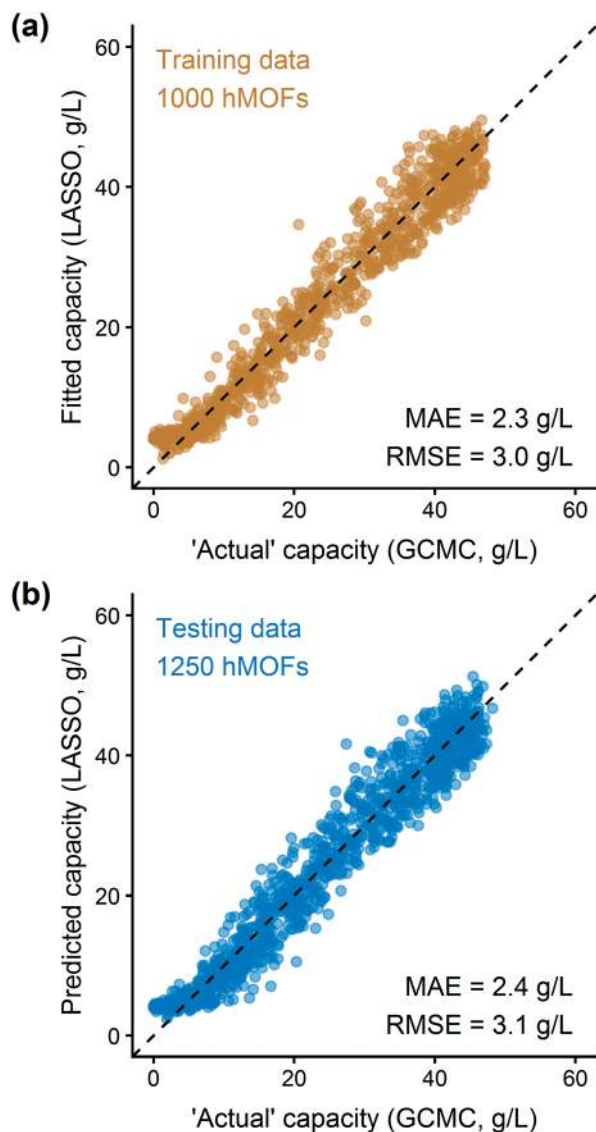 (a)
60
Training data
1000 hMOFs
40
Fitted capacity (LASSO, g/L)
20
MAE = 2.3 g/L
RMSE = 3.0 g/L
0
0 20 40 60
'Actual' capacity (GCMC, g/L)
(b)
60
Testing data
1250 hMOFs
40
Predicted capacity (LASSO, g/L)
20
MAE = 2.4 g/L
RMSE = 3.1 g/L
0
0 20 40 60
'Actual' capacity (GCMC, g/L)